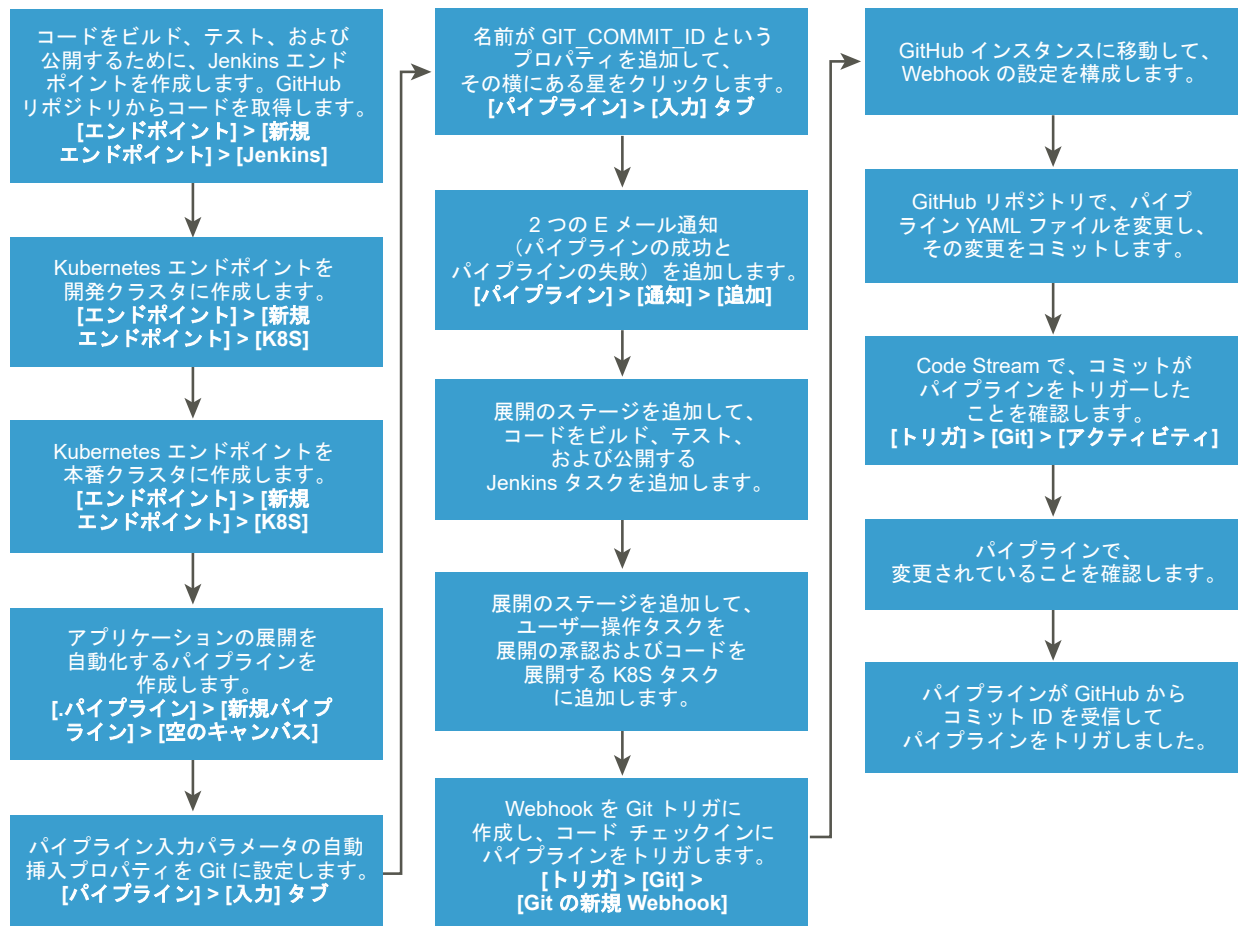 コードをビルド、テスト、および
公開するために、Jenkins エンド
ポイントを作成します。GitHub
リポジトリからコードを取得します。
[エンドポイント] > [新規
エンドポイント] > [Jenkins]
Kubernetes エンドポイントを
開発クラスタに作成します。
[エンドポイント] > [新規
エンドポイント] > [K8S]
Kubernetes エンドポイントを
本番クラスタに作成します。
[エンドポイント] > [新規
エンドポイント] > [K8S]
アプリケーションの展開を
自動化するパイプラインを
作成します。
[.パイプライン] > [新規パイプ
ライン] > [空のキャンバス]
パイプライン入力パラメータの自動
挿入プロパティを Git に設定します。
[パイプライン] > [入力] タブ
名前が GIT_COMMIT_ID という
プロパティを追加して、
その横にある星をクリックします。
[パイプライン] > [入力] タブ
2 つの E メール通知
（パイプラインの成功と
パイプラインの失敗）を追加します。
[パイプライン] > [通知] > [追加]
展開のステージを追加して、
コードをビルド、テスト、
および公開する
Jenkins タスクを追加します。
展開のステージを追加して、
ユーザー操作タスクを
展開の承認およびコードを
展開する K8S タスク
に追加します。
Webhook を Git トリガに
作成し、コード チェックインに
パイプラインをトリガします。
[トリガ] > [Git] >
[Git の新規 Webhook]
GitHub インスタンスに移動して、
Webhook の設定を構成します。
GitHub リポジトリで、パイプ
ライン YAML ファイルを変更し、
その変更をコミットします。
Code Stream で、コミットが
パイプラインをトリガーした
ことを確認します。
[トリガ] > [Git] > [アクティビティ]
パイプラインで、
変更されていることを確認します。
パイプラインが GitHub から
コミット ID を受信して
パイプラインをトリガしました。